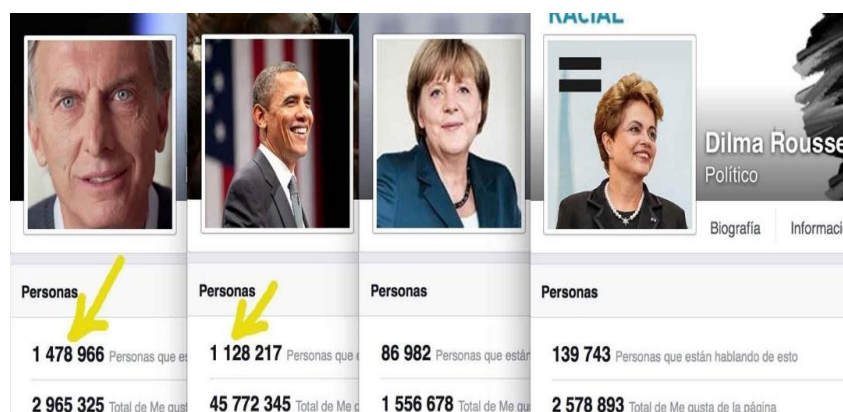 RACIAL
Dilma Rousse
Político
Biografía Informaci
Personas
1 478 966 Personas que es
2 965 325 Total de Me gust
Personas
1 128 217 Personas que e
45 772 345 Total de Me g
Personas
86 982 Personas que están
1 556 678 Total de Me gus
Personas
139 743 Personas que están hablando de esto
2 578 893 Total de Me gusta de la página